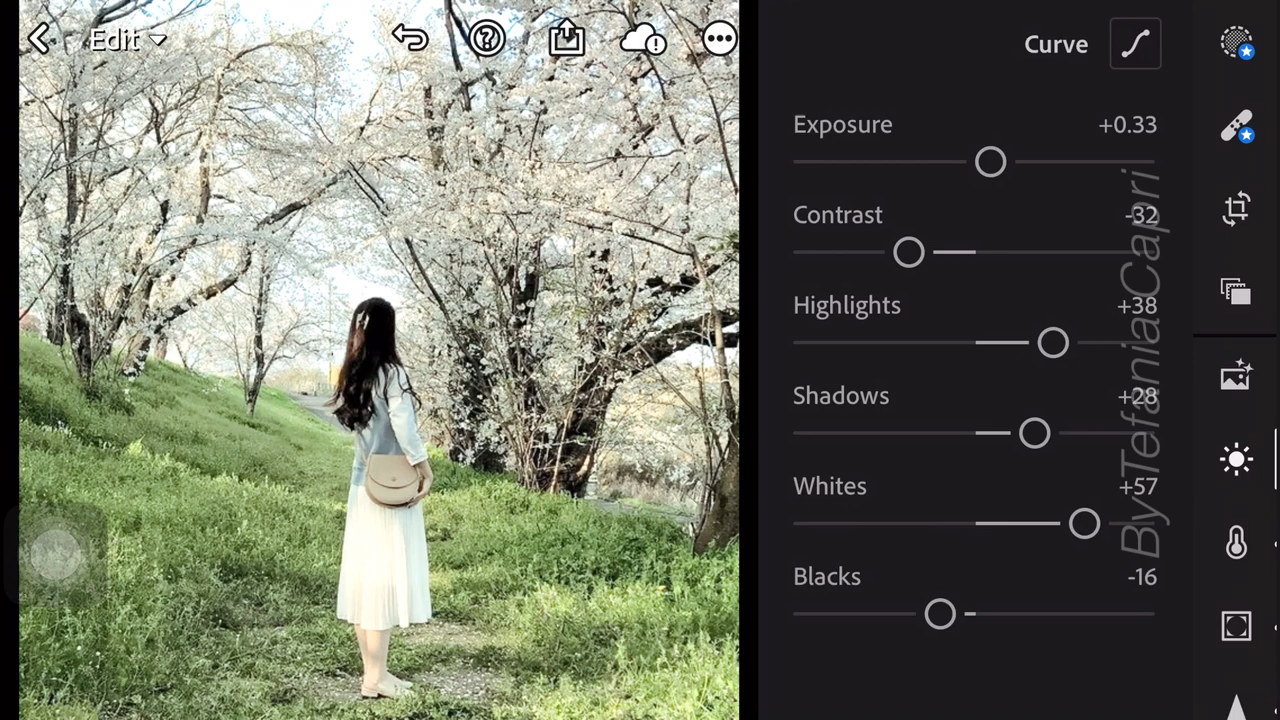 Edit
Curve
Exposure +0.33
Contrast -32
Highlights +38
Shadows +28
Whites +57
Blacks -16
ByTefaniaCapri